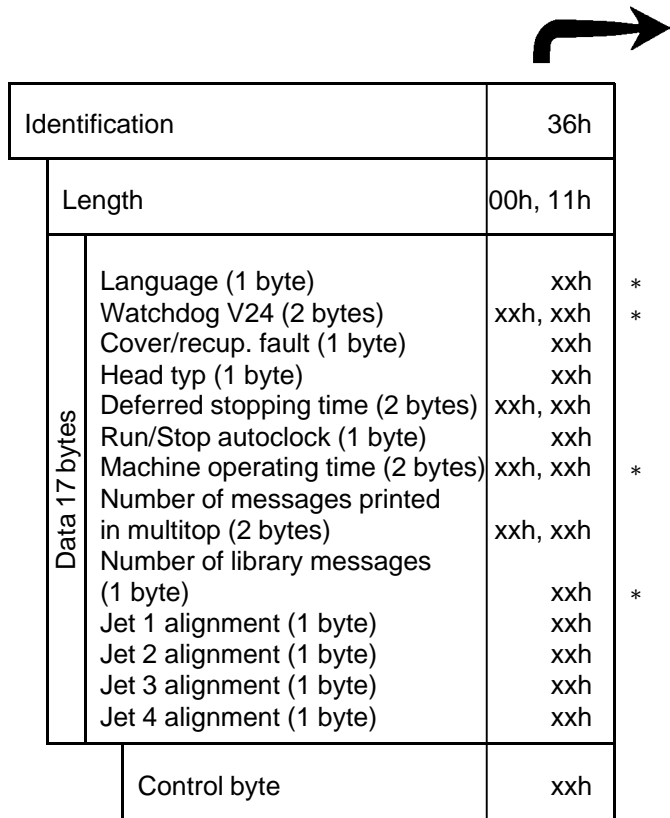 Identification 36h
Length 00h, 11h
Data 17 bytes
Language (1 byte) xxh *
Watchdog V24 (2 bytes) xxh, xxh *
Cover/recup. fault (1 byte) xxh
Head typ (1 byte) xxh
Deferred stopping time (2 bytes) xxh, xxh
Run/Stop autoclock (1 byte) xxh
Machine operating time (2 bytes) xxh, xxh *
Number of messages printed
in multitop (2 bytes) xxh, xxh
Number of library messages
(1 byte) xxh *
Jet 1 alignment (1 byte) xxh
Jet 2 alignment (1 byte) xxh
Jet 3 alignment (1 byte) xxh
Jet 4 alignment (1 byte) xxh
Control byte xxh